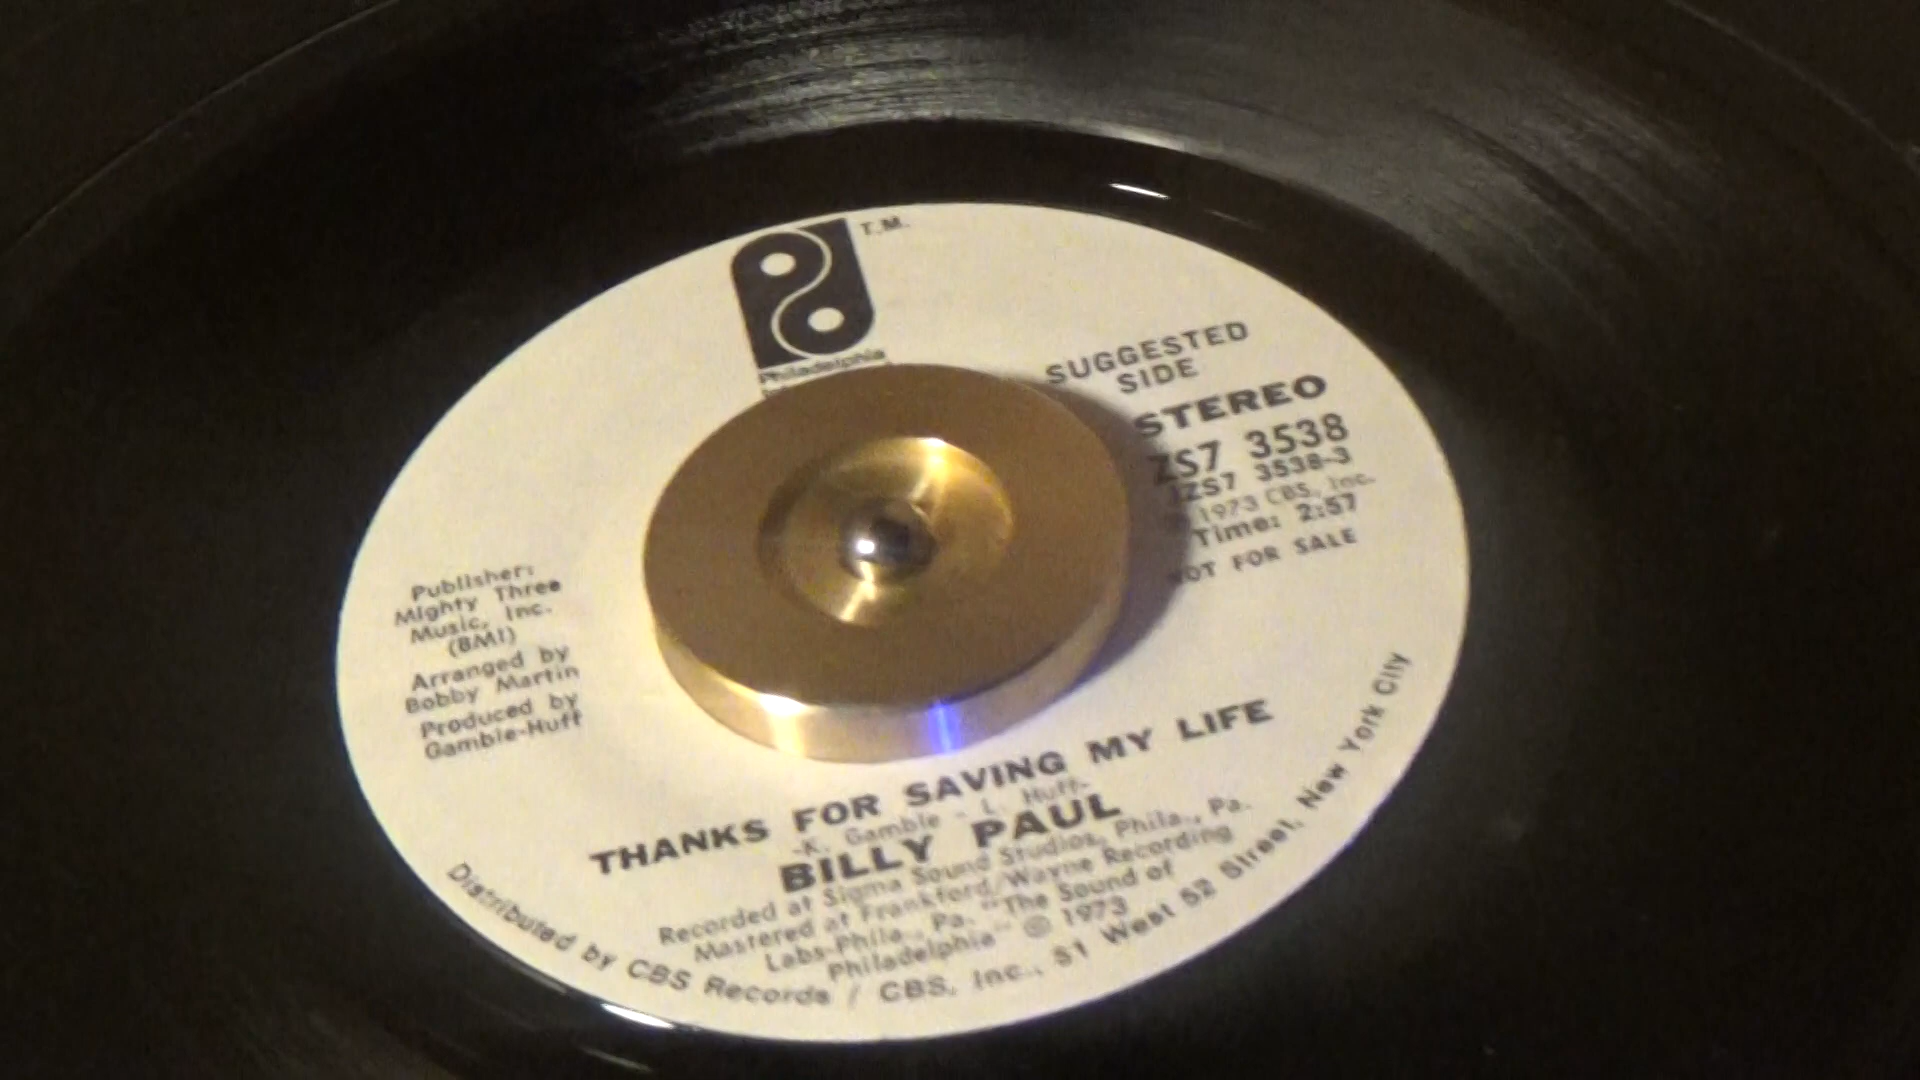 T.M.
Philadelphia
SUGGESTED
SIDE
STEREO
ZS7 3538
JZS7 3538-3
1973 CBS, Inc.
Time: 2:57
NOT FOR SALE
Publisher:
Mighty Three
Music, Inc.
(BMI)
Arranged by
Bobby Martin
Produced by
Gamble-Huff
THANKS FOR SAVING MY LIFE
-K. Gamble - L. Huff-
BILLY PAUL
Recorded at Sigma Sound Studios, Phila., Pa.
Mastered at Frankford/Wayne Recording
Labs-Phila., Pa. "The Sound of
Philadelphia" © 1973
Distributed by CBS Records / CBS, Inc., 51 West 52 Street, New York City